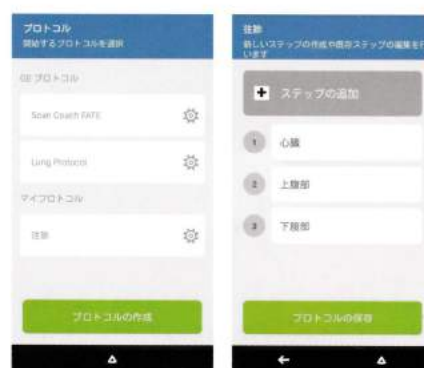 プロトコル
開始するプロトコルを選択
GE プロトコル
Scan Coach FATE
Lung Protocol
マイプロトコル
プロトコルの作成
新しいステップの作成や既存ステップの編集を行
います
ステップの追加
1 心臓
2 上腹部
3 下腹部
プロトコルの保存